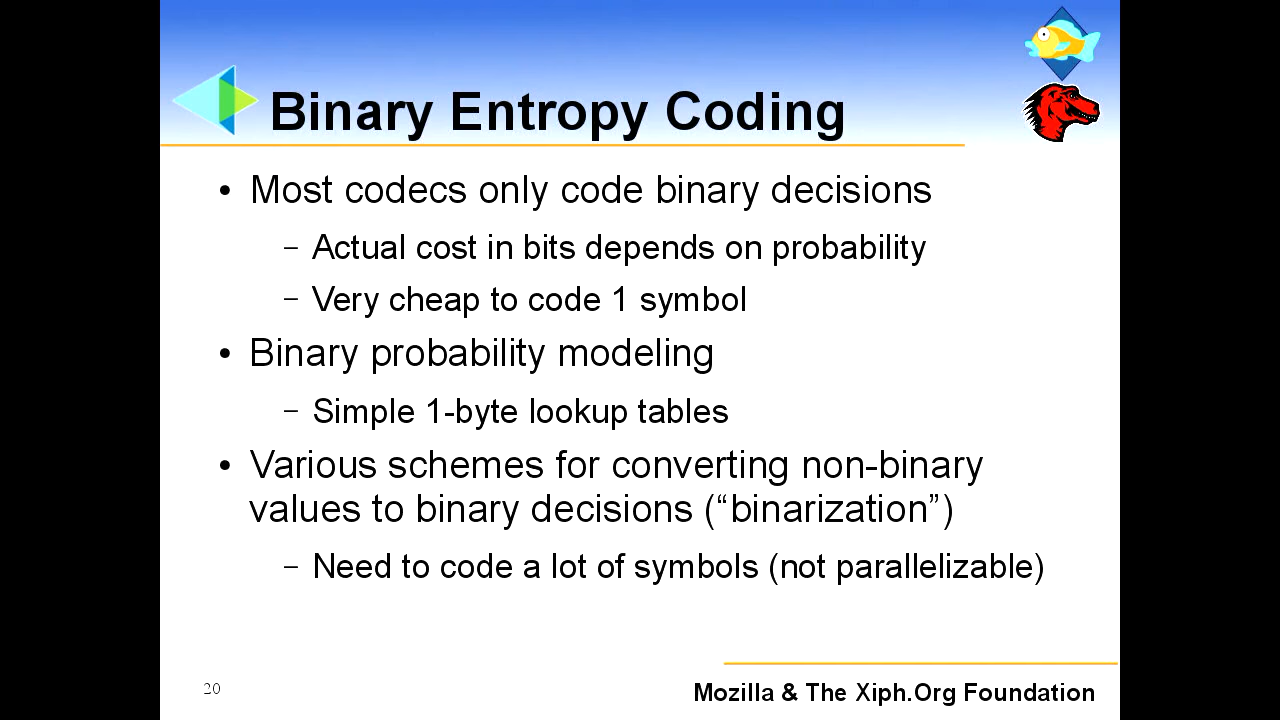 Binary Entropy Coding
• Most codecs only code binary decisions
– Actual cost in bits depends on probability
– Very cheap to code 1 symbol
• Binary probability modeling
– Simple 1-byte lookup tables
• Various schemes for converting non-binary
values to binary decisions (“binarization”)
– Need to code a lot of symbols (not parallelizable)
20
Mozilla & The Xiph.Org Foundation